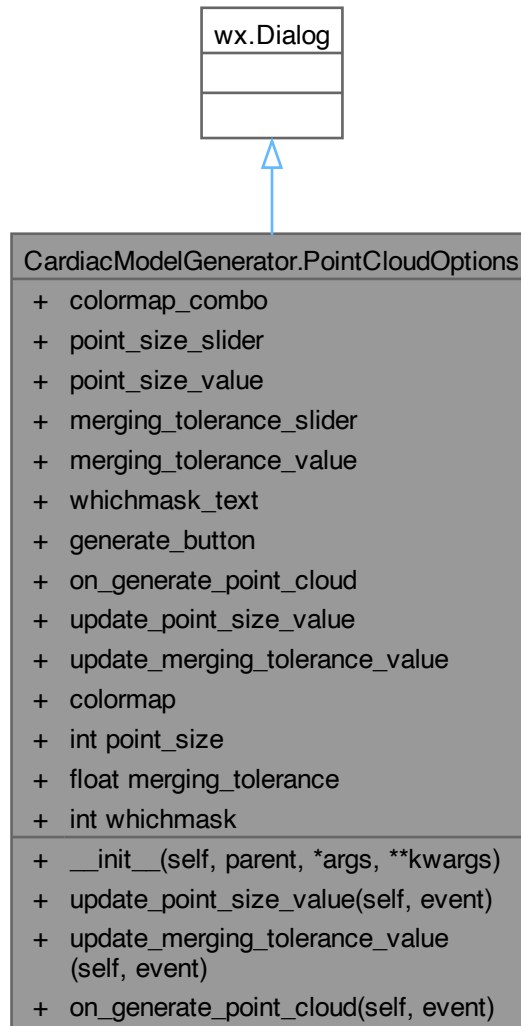 wx.Dialog
CardiacModelGenerator.PointCloudOptions
+ colormap_combo
+ point_size_slider
+ point_size_value
+ merging_tolerance_slider
+ merging_tolerance_value
+ whichmask_text
+ generate_button
+ on_generate_point_cloud
+ update_point_size_value
+ update_merging_tolerance_value
+ colormap
+ int point_size
+ float merging_tolerance
+ int whichmask
+ __init__(self, parent, *args, **kwargs)
+ update_point_size_value(self, event)
+ update_merging_tolerance_value
(self, event)
+ on_generate_point_cloud(self, event)